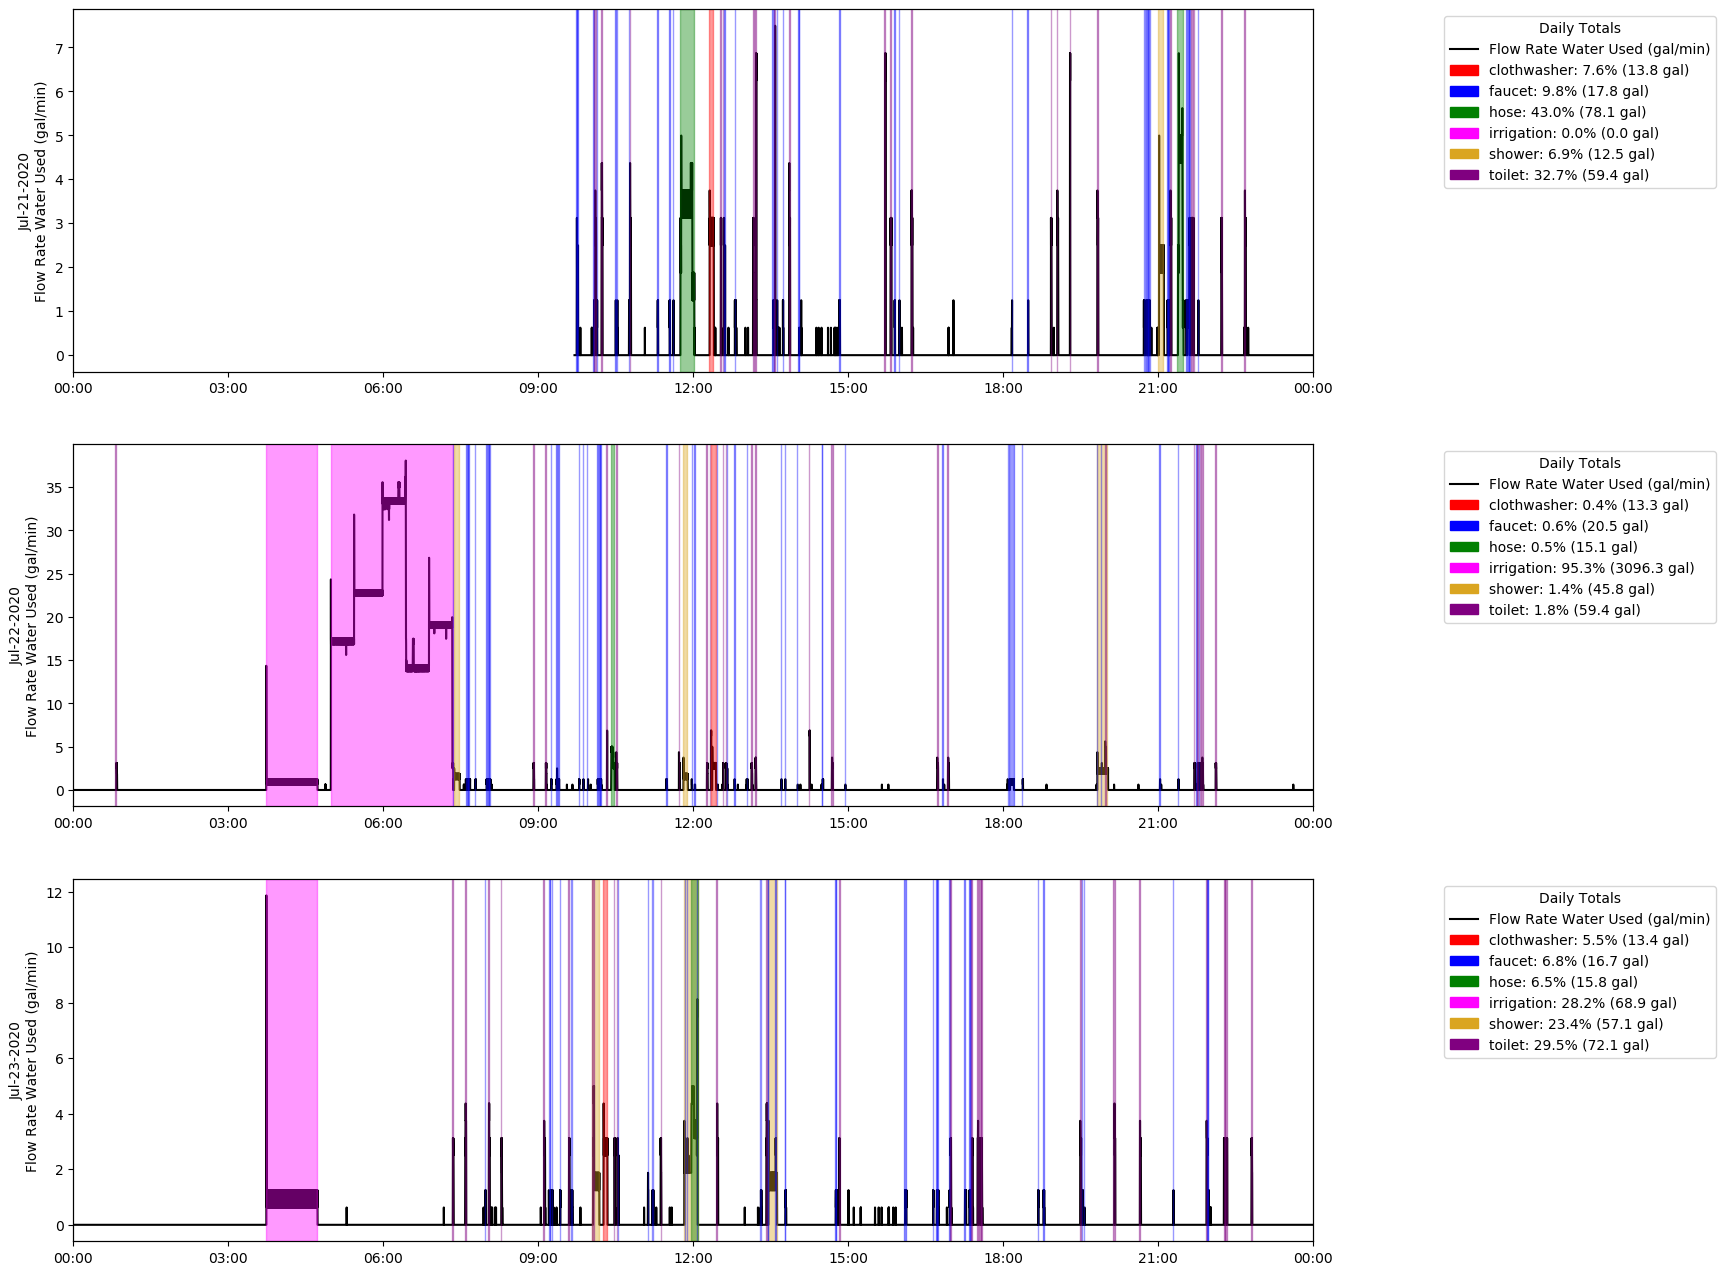 Jul-21-2020
Flow Rate Water Used (gal/min)
7
6
5
4
3
2
1
0
00:00 03:00 06:00 09:00 12:00 15:00 18:00 21:00 00:00
Daily Totals
Flow Rate Water Used (gal/min)
clothwasher: 7.6% (13.8 gal)
faucet: 9.8% (17.8 gal)
hose: 43.0% (78.1 gal)
irrigation: 0.0% (0.0 gal)
shower: 6.9% (12.5 gal)
toilet: 32.7% (59.4 gal)
Jul-22-2020
Flow Rate Water Used (gal/min)
35
30
25
20
15
10
5
0
00:00 03:00 06:00 09:00 12:00 15:00 18:00 21:00 00:00
Daily Totals
Flow Rate Water Used (gal/min)
clothwasher: 0.4% (13.3 gal)
faucet: 0.6% (20.5 gal)
hose: 0.5% (15.1 gal)
irrigation: 95.3% (3096.3 gal)
shower: 1.4% (45.8 gal)
toilet: 1.8% (59.4 gal)
Jul-23-2020
Flow Rate Water Used (gal/min)
12
10
8
6
4
2
0
00:00 03:00 06:00 09:00 12:00 15:00 18:00 21:00 00:00
Daily Totals
Flow Rate Water Used (gal/min)
clothwasher: 5.5% (13.4 gal)
faucet: 6.8% (16.7 gal)
hose: 6.5% (15.8 gal)
irrigation: 28.2% (68.9 gal)
shower: 23.4% (57.1 gal)
toilet: 29.5% (72.1 gal)